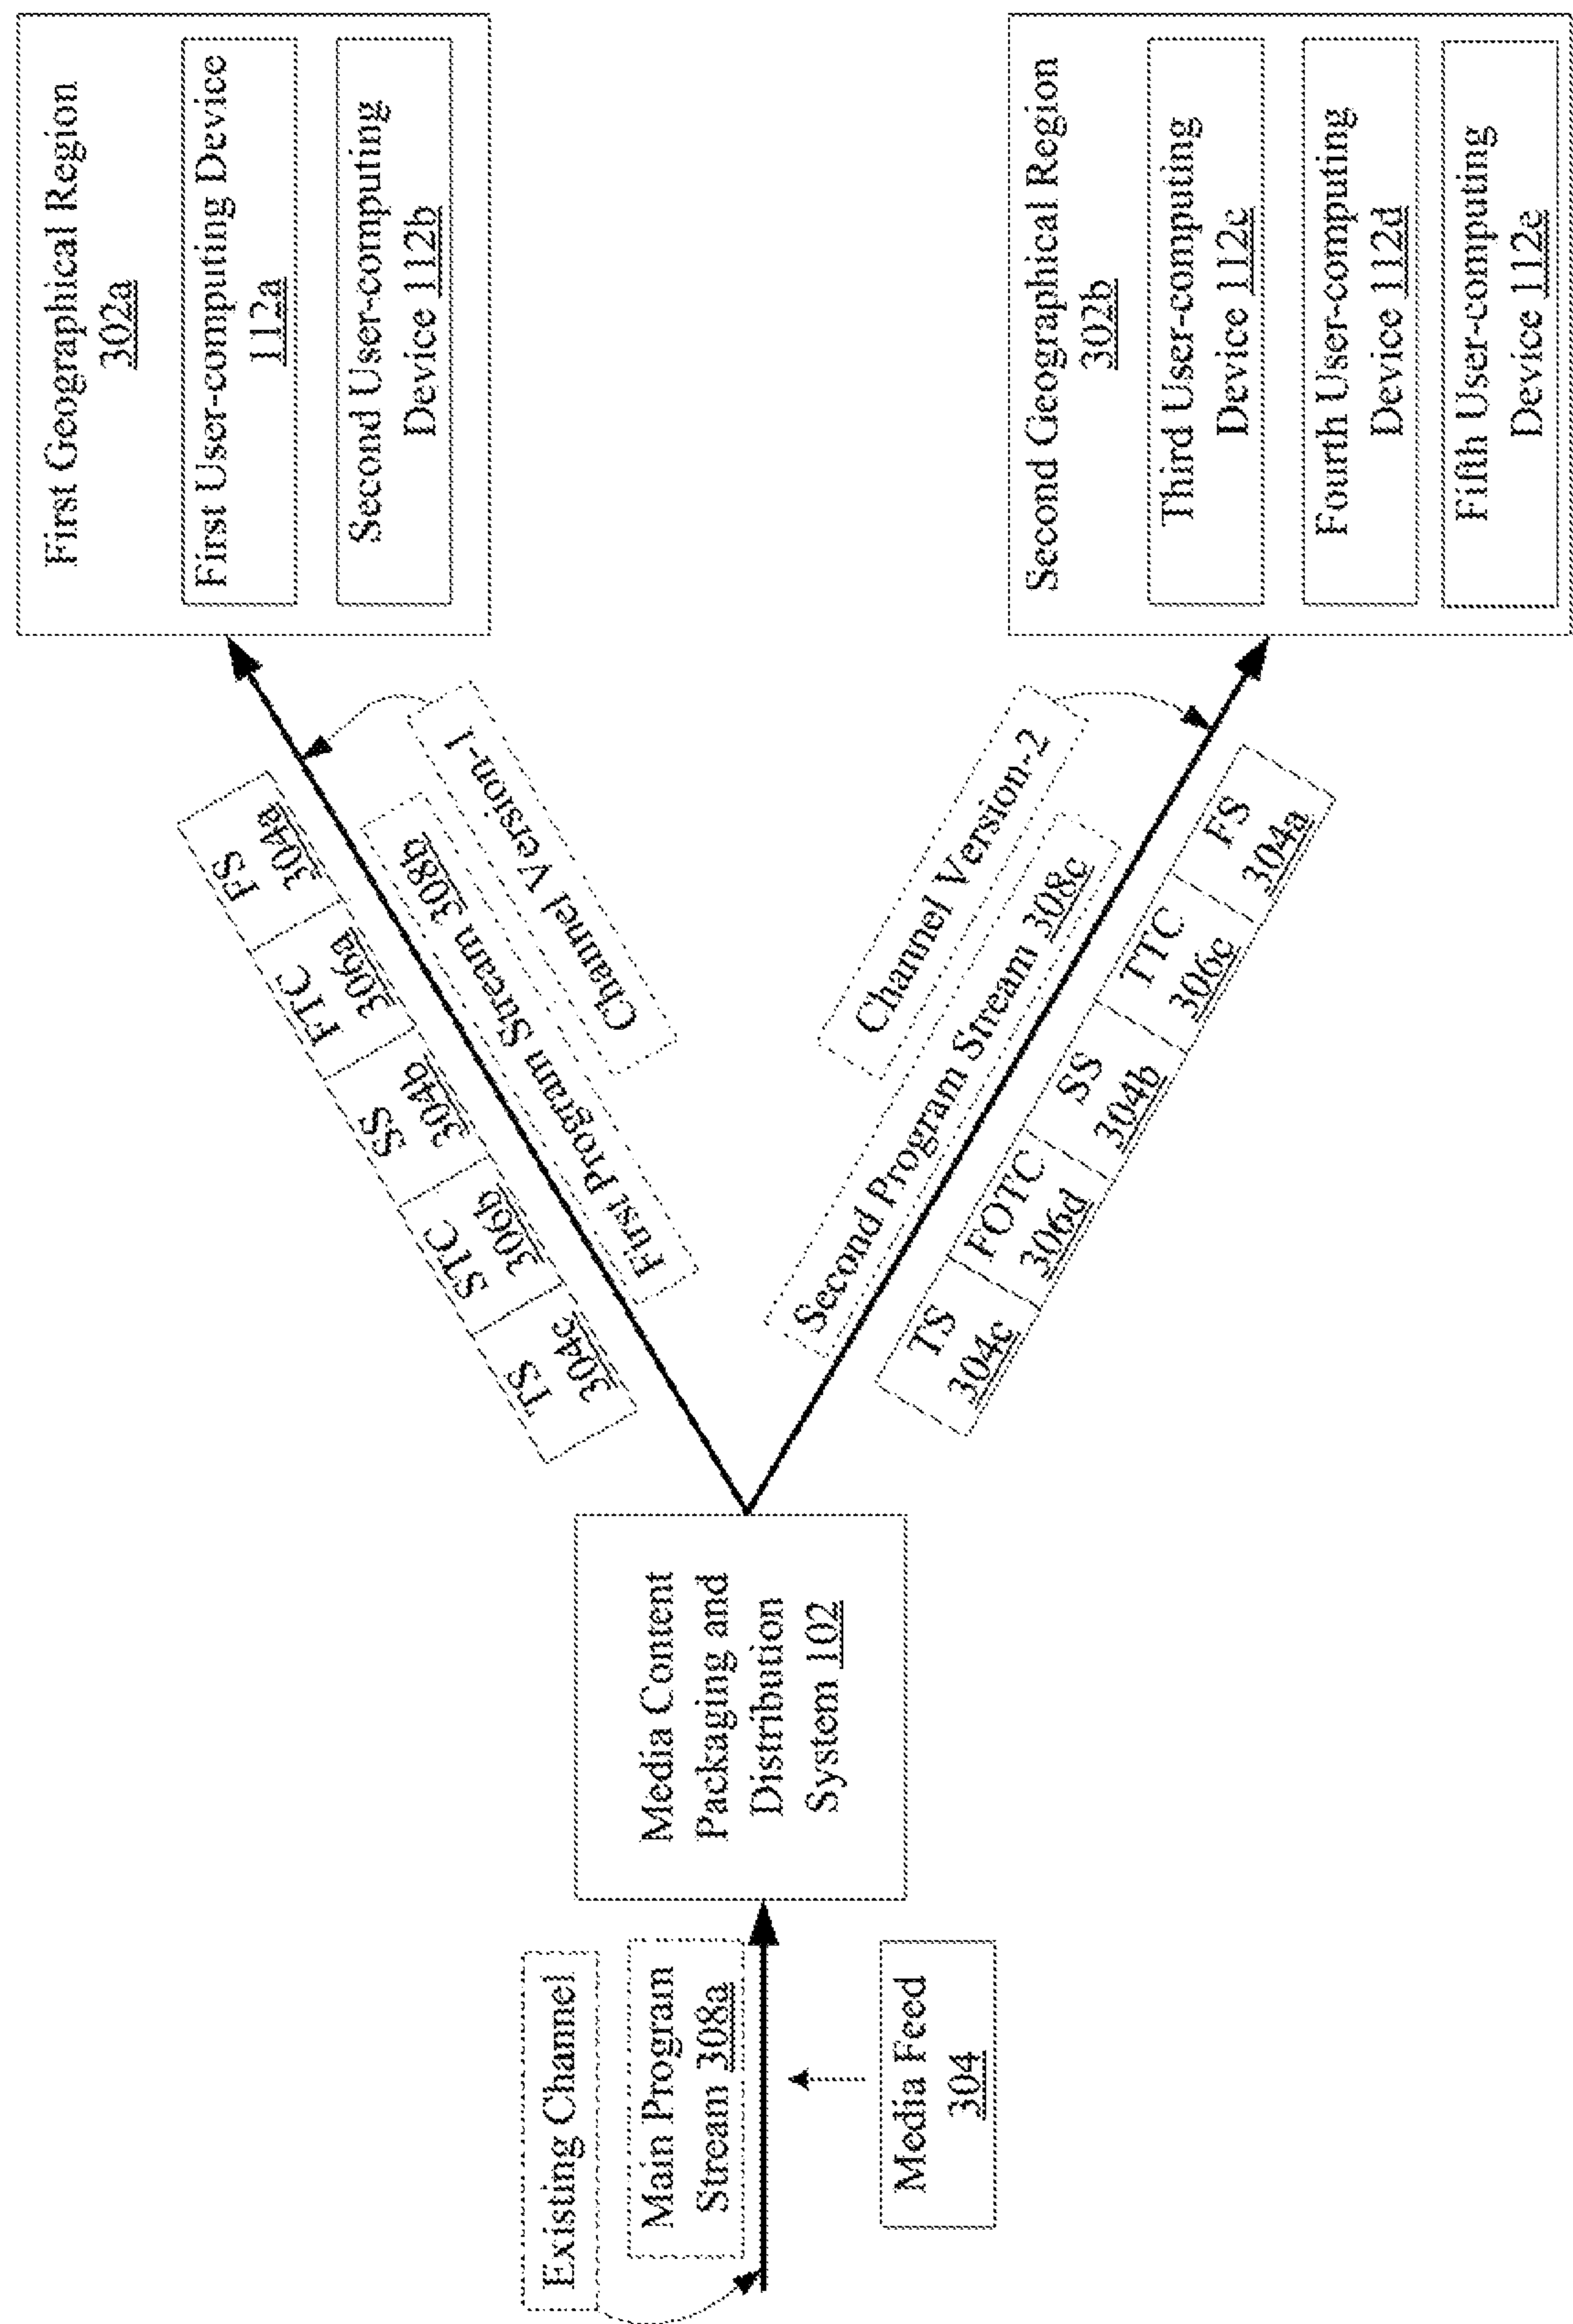 Existing Channel
Main Program
Stream 308a
Media Feed
304
Media Content
Packaging and
Distribution
System 102
TS
304c
STC
306b
SS
304b
FTC
306a
FS
304a
First Program Stream 308b
Channel Version-1
Channel Version-2
Second Program Stream 308c
TS
304c
FOTC
306d
SS
304b
TTC
306c
FS
304a
First Geographical Region
302a
First User-computing Device
112a
Second User-computing
Device 112b
Second Geographical Region
302b
Third User-computing
Device 112c
Fourth User-computing
Device 112d
Fifth User-computing
Device 112e